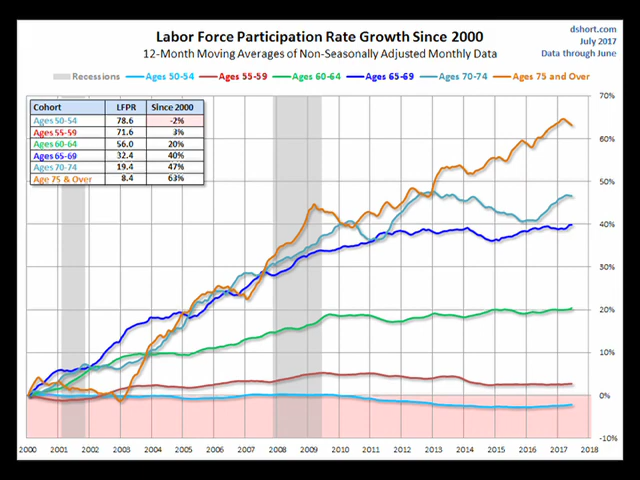 Labor Force Participation Rate Growth Since 2000
12-Month Moving Averages of Non-Seasonally Adjusted Monthly Data
dshort.com
July 2017
Data through June
Recessions Ages 50-54 Ages 55-59 Ages 60-64 Ages 65-69 Ages 70-74 Ages 75 and Over
Cohort LFPR Since 2000
Ages 50-54 78.6 -2%
Ages 55-59 71.6 3%
Ages 60-64 56.0 20%
Ages 65-69 32.4 40%
Ages 70-74 19.4 47%
Age 75 & Over 8.4 63%
70%
60%
50%
40%
30%
20%
10%
0%
-10%
2000 2001 2002 2003 2004 2005 2006 2007 2008 2009 2010 2011 2012 2013 2014 2015 2016 2017 2018